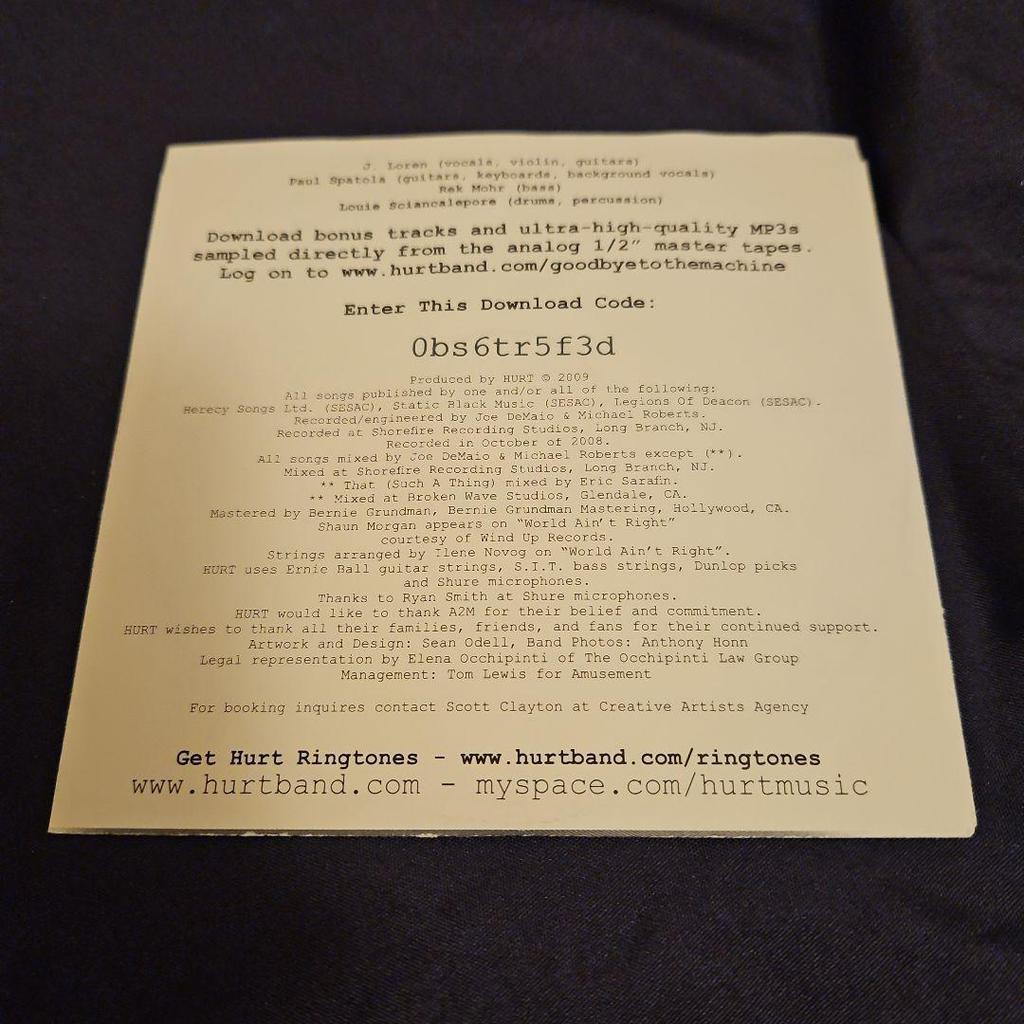 J. Loren (vocals, violin, guitars)
Paul Spatola (guitars, keyboards, background vocals)
Rek Mohr (bass)
Louie Sciancalepore (drums, percussion)
Download bonus tracks and ultra-high-quality MP3s
sampled directly from the analog 1/2″ master tapes.
Log on to www.hurtband.com/goodbyetothemachine
Enter This Download Code:
0bs6tr5f3d
Produced by HURT © 2009
All songs published by one and/or all of the following:
Herecy Songs Ltd. (SESAC), Static Black Music (SESAC), Legions Of Deacon (SESAC).
Recorded/engineered by Joe DeMaio & Michael Roberts.
Recorded at Shorefire Recording Studios, Long Branch, NJ.
Recorded in October of 2008.
All songs mixed by Joe DeMaio & Michael Roberts except (**).
Mixed at Shorefire Recording Studios, Long Branch, NJ.
** That (Such A Thing) mixed by Eric Sarafin.
** Mixed at Broken Wave Studios, Glendale, CA.
Mastered by Bernie Grundman, Bernie Grundman Mastering, Hollywood, CA.
Shaun Morgan appears on "World Ain't Right"
courtesy of Wind Up Records.
Strings arranged by Ilene Novog on "World Ain't Right".
HURT uses Ernie Ball guitar strings, S.I.T. bass strings, Dunlop picks
and Shure microphones.
Thanks to Ryan Smith at Shure microphones.
HURT would like to thank A2M for their belief and commitment.
HURT wishes to thank all their families, friends, and fans for their continued support.
Artwork and Design: Sean Odell, Band Photos: Anthony Honn
Legal representation by Elena Occhipinti of The Occhipinti Law Group
Management: Tom Lewis for Amusement
For booking inquires contact Scott Clayton at Creative Artists Agency
Get Hurt Ringtones - www.hurtband.com/ringtones
www.hurtband.com - myspace.com/hurtmusic